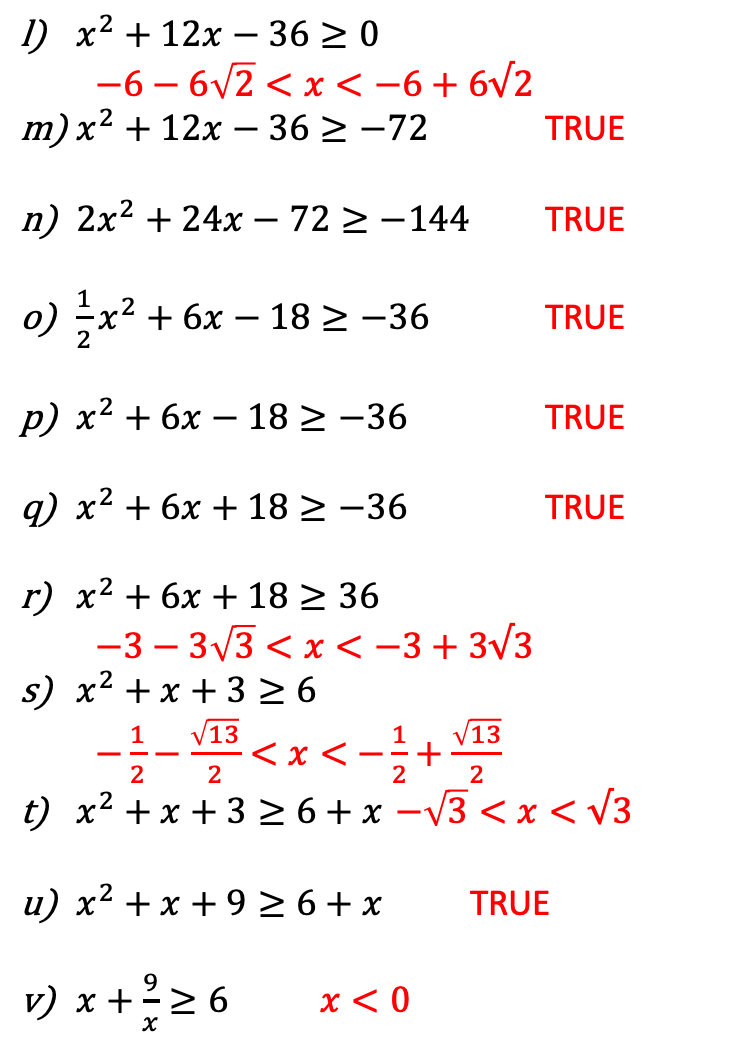 l) x² + 12x − 36 ≥ 0
−6 − 6√2 < x < −6 + 6√2
m) x² + 12x − 36 ≥ −72 TRUE
n) 2x² + 24x − 72 ≥ −144 TRUE
o) 1/2 x² + 6x − 18 ≥ −36 TRUE
p) x² + 6x − 18 ≥ −36 TRUE
q) x² + 6x + 18 ≥ −36 TRUE
r) x² + 6x + 18 ≥ 36
−3 − 3√3 < x < −3 + 3√3
s) x² + x + 3 ≥ 6
−1/2 − √13/2 < x < −1/2 + √13/2
t) x² + x + 3 ≥ 6 + x −√3 < x < √3
u) x² + x + 9 ≥ 6 + x TRUE
v) x + 9/x ≥ 6 x < 0